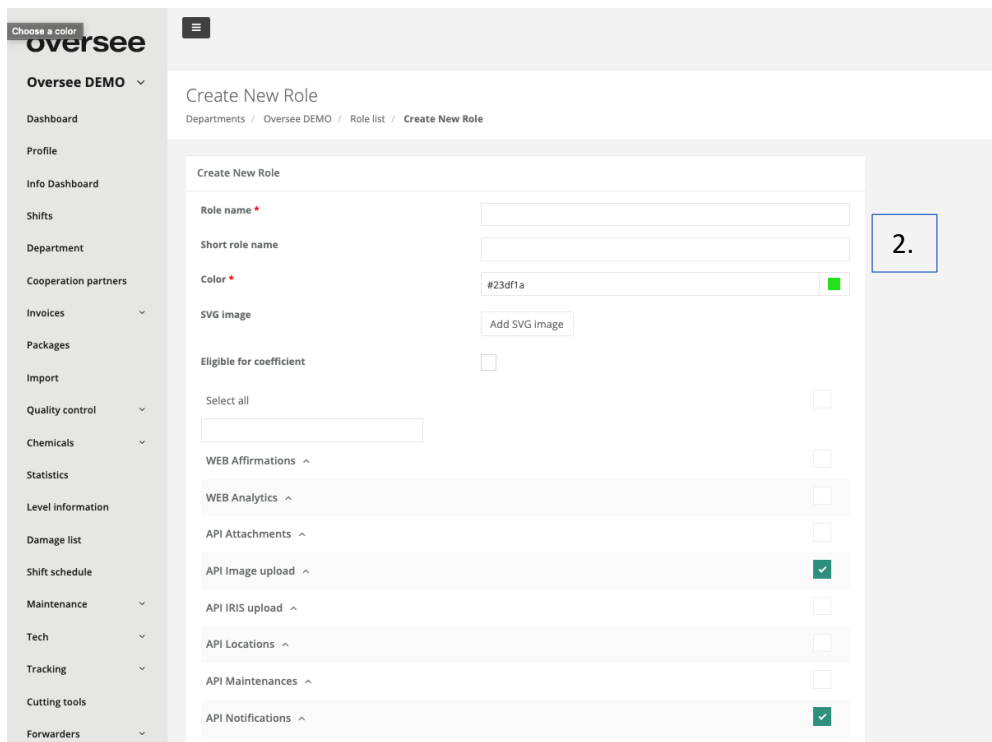 Choose a color
oversee
Oversee DEMO
Dashboard
Profile
Info Dashboard
Shifts
Department
Cooperation partners
Invoices
Packages
Import
Quality control
Chemicals
Statistics
Level information
Damage list
Shift schedule
Maintenance
Tech
Tracking
Cutting tools
Forwarders
Create New Role
Departments / Oversee DEMO / Role list / Create New Role
Create New Role
Role name *
Short role name
Color *
#23df1a
SVG image
Add SVG image
Eligible for coefficient
Select all
WEB Affirmations
WEB Analytics
API Attachments
API Image upload
API IRIS upload
API Locations
API Maintenances
API Notifications
2.